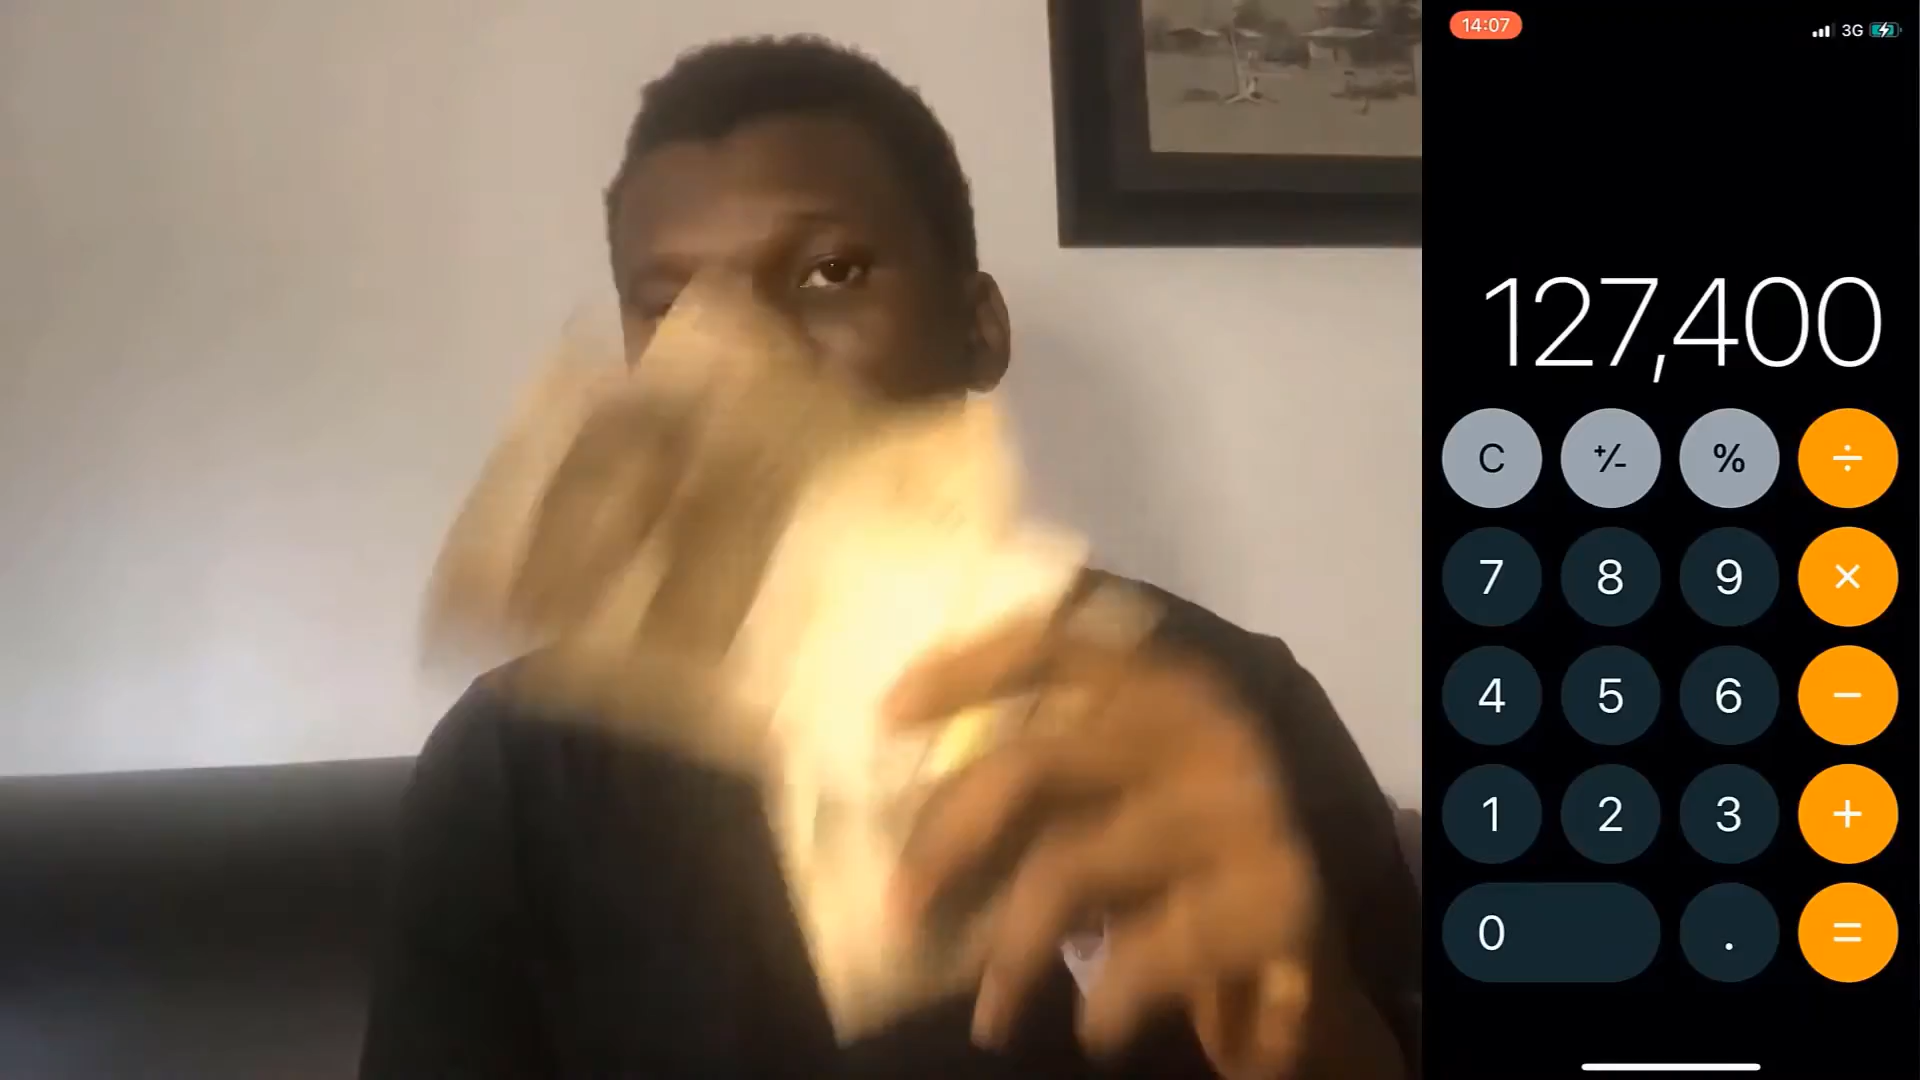 14:07
3G
127,400
C +/- % ÷
7 8 9 ×
4 5 6 −
1 2 3 +
0 . =